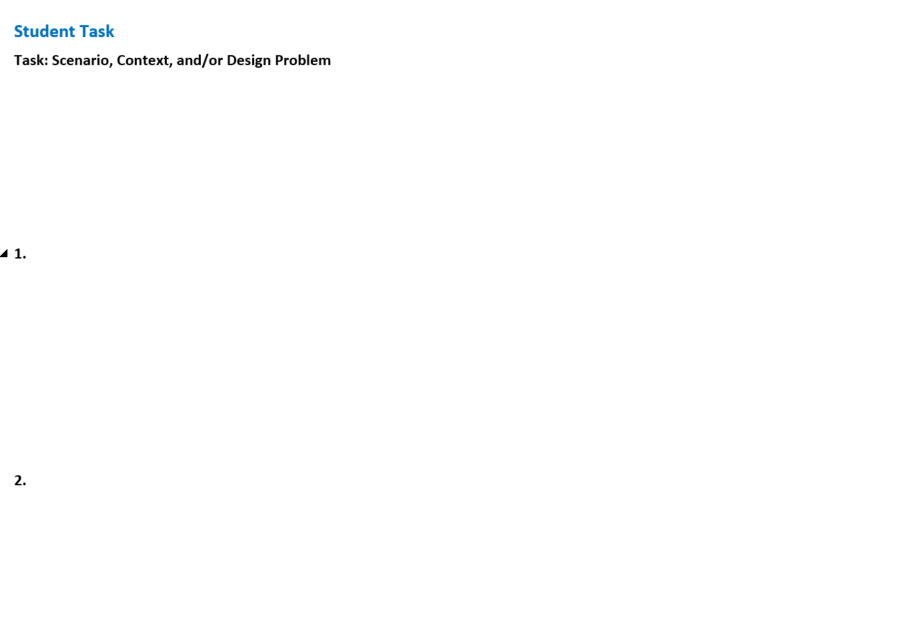 Student Task
Task: Scenario, Context, and/or Design Problem
1.
2.